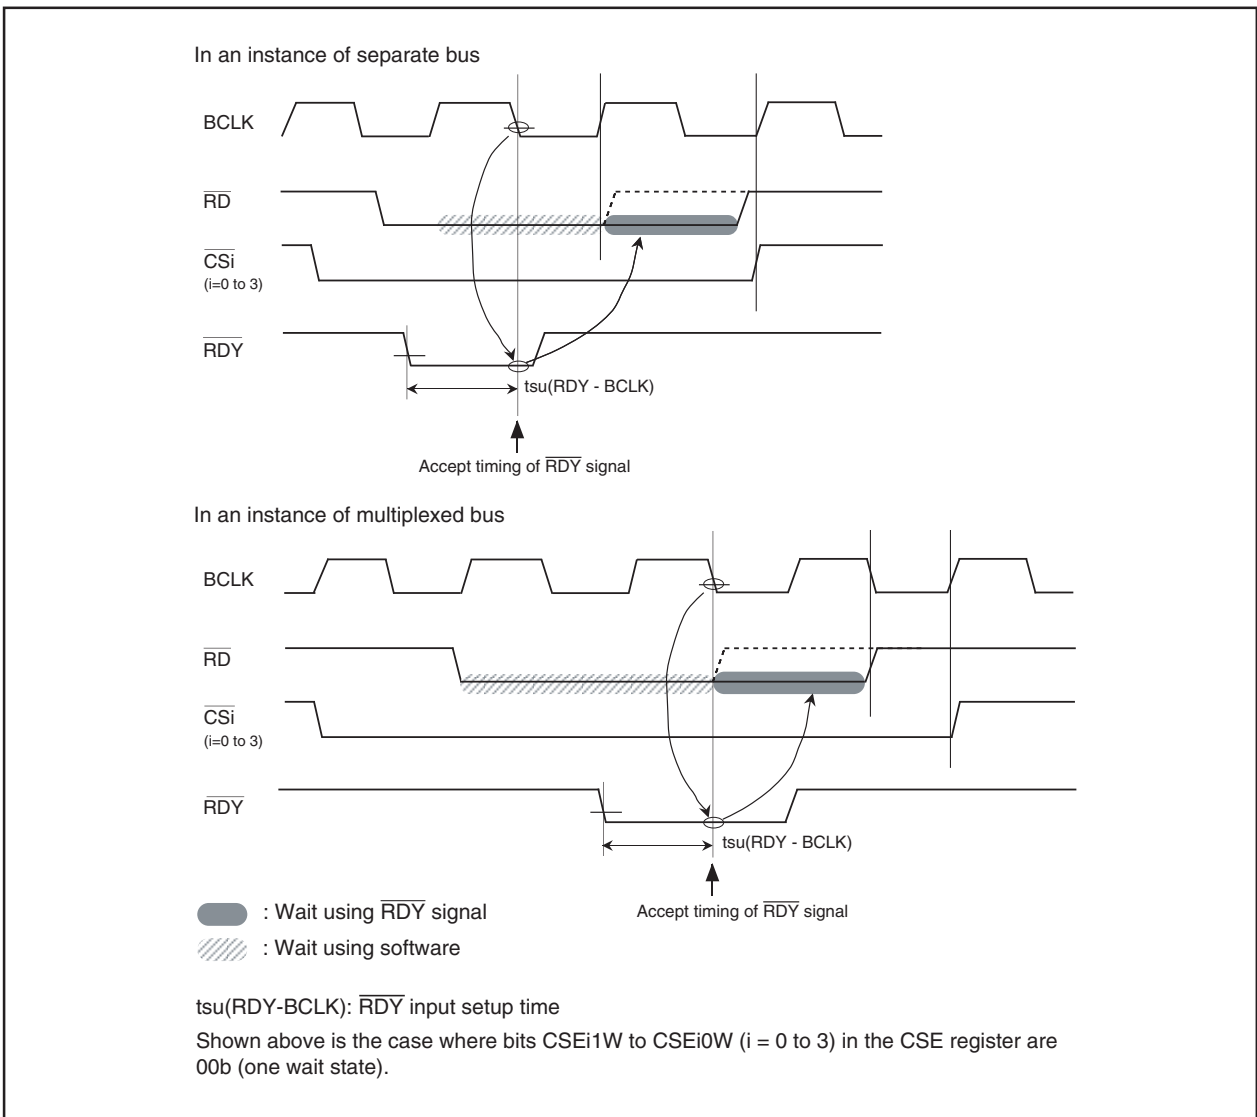 In an instance of separate bus
BCLK
RD
CSi
(i=0 to 3)
RDY
tsu(RDY - BCLK)
Accept timing of RDY signal
In an instance of multiplexed bus
BCLK
RD
CSi
(i=0 to 3)
RDY
tsu(RDY - BCLK)
Accept timing of RDY signal
: Wait using RDY signal
: Wait using software
tsu(RDY-BCLK): RDY input setup time
Shown above is the case where bits CSEi1W to CSEi0W (i = 0 to 3) in the CSE register are
00b (one wait state).